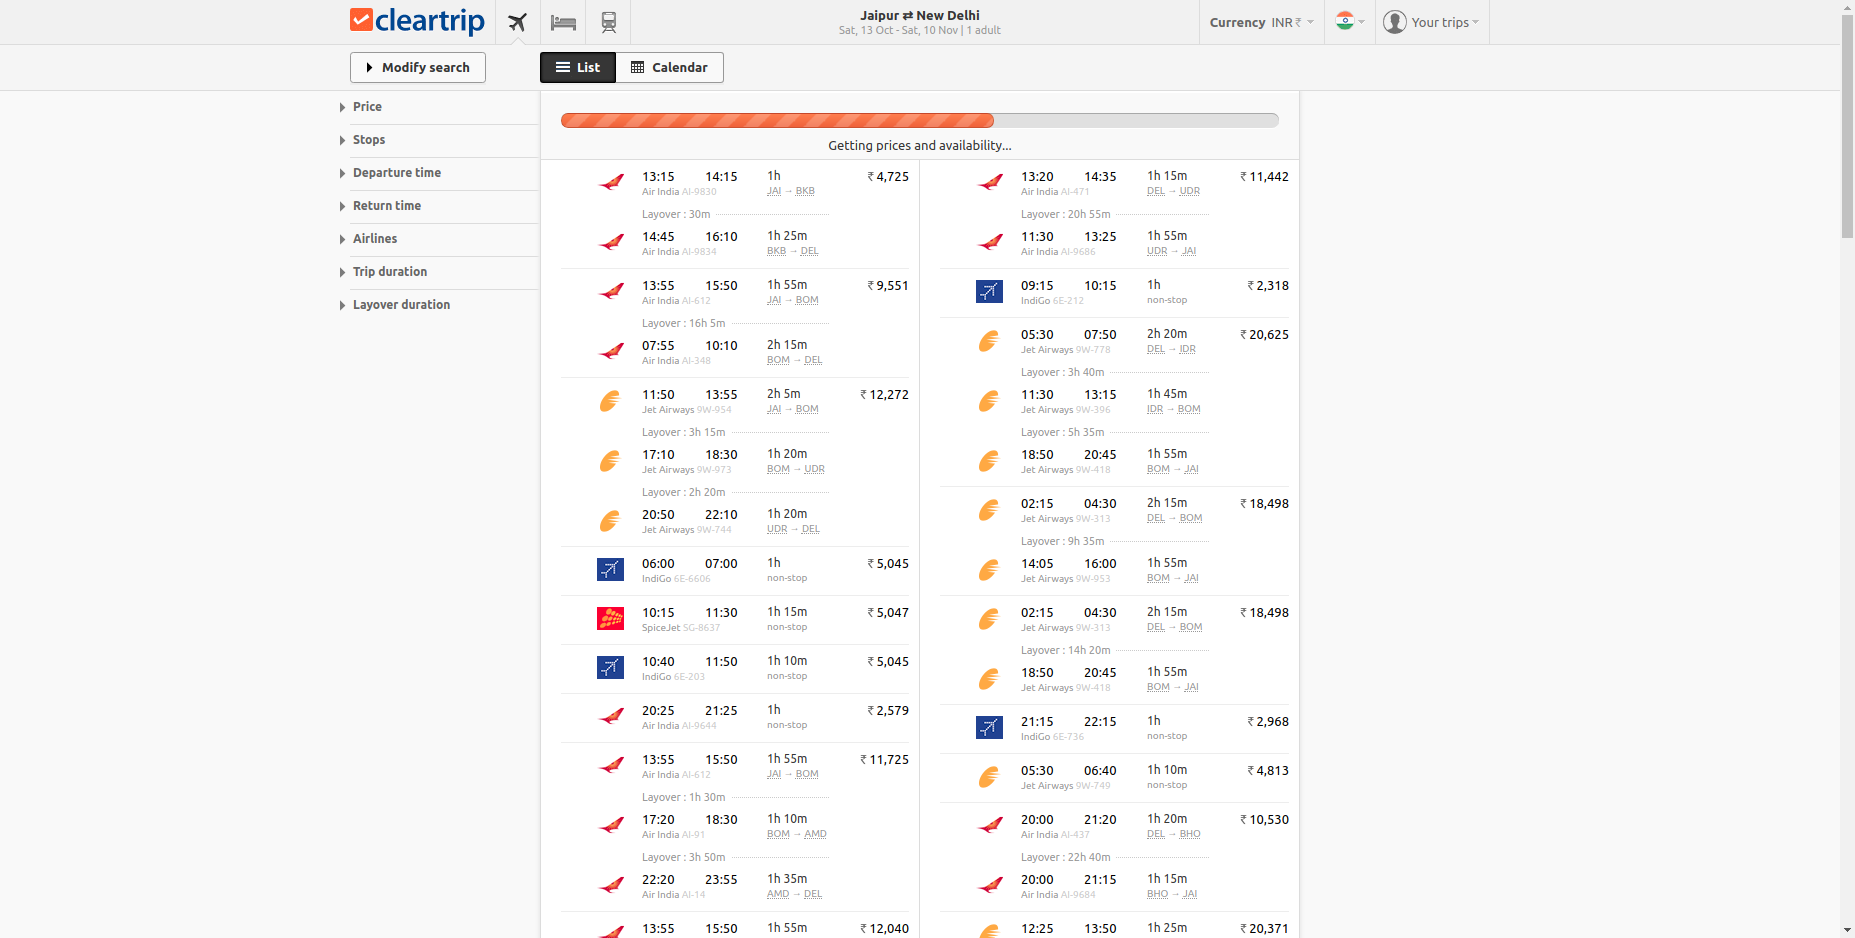 cleartrip
Jaipur ⇄ New Delhi
Sat, 13 Oct - Sat, 10 Nov | 1 adult
Currency INR ₹
Your trips
Modify search
List
Calendar
Price
Stops
Departure time
Return time
Airlines
Trip duration
Layover duration
Getting prices and availability...
13:15 14:15 1h ₹ 4,725
Air India AI-9830 JAI → BKB
Layover : 30m
14:45 16:10 1h 25m
Air India AI-9834 BKB → DEL
13:55 15:50 1h 55m ₹ 9,551
Air India AI-612 JAI → BOM
Layover : 16h 5m
07:55 10:10 2h 15m
Air India AI-348 BOM → DEL
11:50 13:55 2h 5m ₹ 12,272
Jet Airways 9W-954 JAI → BOM
Layover : 3h 15m
17:10 18:30 1h 20m
Jet Airways 9W-973 BOM → UDR
Layover : 2h 20m
20:50 22:10 1h 20m
Jet Airways 9W-744 UDR → DEL
06:00 07:00 1h ₹ 5,045
IndiGo 6E-6606 non-stop
10:15 11:30 1h 15m ₹ 5,047
SpiceJet SG-8637 non-stop
10:40 11:50 1h 10m ₹ 5,045
IndiGo 6E-203 non-stop
20:25 21:25 1h ₹ 2,579
Air India AI-9644 non-stop
13:55 15:50 1h 55m ₹ 11,725
Air India AI-612 JAI → BOM
Layover : 1h 30m
17:20 18:30 1h 10m
Air India AI-91 BOM → AMD
Layover : 3h 50m
22:20 23:55 1h 35m
Air India AI-14 AMD → DEL
13:55 15:50 1h 55m ₹ 12,040
13:20 14:35 1h 15m ₹ 11,442
Air India AI-471 DEL → UDR
Layover : 20h 55m
11:30 13:25 1h 55m
Air India AI-9686 UDR → JAI
09:15 10:15 1h ₹ 2,318
IndiGo 6E-212 non-stop
05:30 07:50 2h 20m ₹ 20,625
Jet Airways 9W-778 DEL → IDR
Layover : 3h 40m
11:30 13:15 1h 45m
Jet Airways 9W-396 IDR → BOM
Layover : 5h 35m
18:50 20:45 1h 55m
Jet Airways 9W-418 BOM → JAI
02:15 04:30 2h 15m ₹ 18,498
Jet Airways 9W-313 DEL → BOM
Layover : 9h 35m
14:05 16:00 1h 55m
Jet Airways 9W-953 BOM → JAI
02:15 04:30 2h 15m ₹ 18,498
Jet Airways 9W-313 DEL → BOM
Layover : 14h 20m
18:50 20:45 1h 55m
Jet Airways 9W-418 BOM → JAI
21:15 22:15 1h ₹ 2,968
IndiGo 6E-736 non-stop
05:30 06:40 1h 10m ₹ 4,813
Jet Airways 9W-749 non-stop
20:00 21:20 1h 20m ₹ 10,530
Air India AI-437 DEL → BHO
Layover : 22h 40m
20:00 21:15 1h 15m
Air India AI-9684 BHO → JAI
12:25 13:50 1h 25m ₹ 20,371